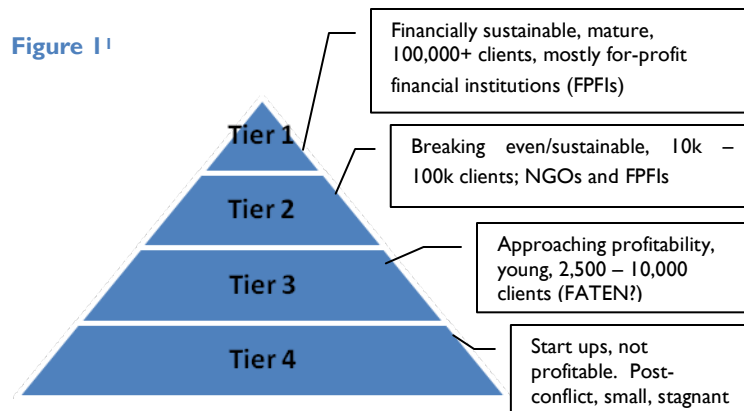 Figure 1¹
Financially sustainable, mature,
100,000+ clients, mostly for-profit
financial institutions (FPFIs)
Tier 1
Breaking even/sustainable, 10k –
100k clients; NGOs and FPFIs
Tier 2
Approaching profitability,
young, 2,500 – 10,000
clients (FATEN?)
Tier 3
Start ups, not
profitable. Post-
conflict, small, stagnant
Tier 4